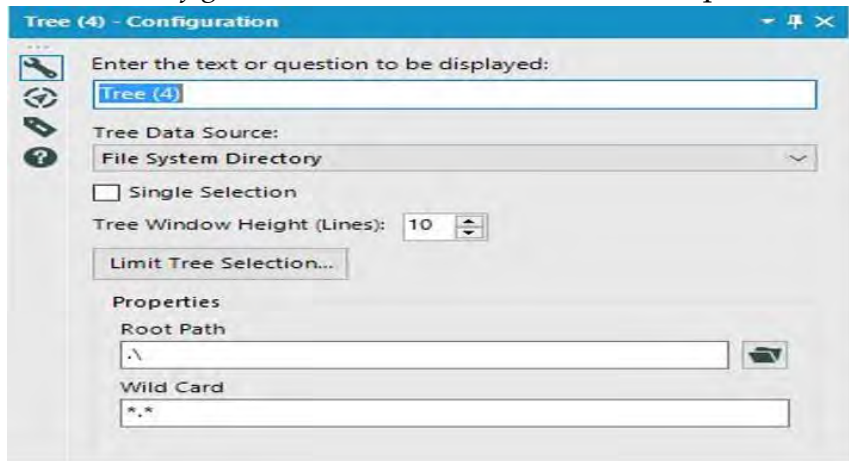 Tree (4) - Configuration
Enter the text or question to be displayed:
Tree (4)
Tree Data Source:
File System Directory
Single Selection
Tree Window Height (Lines): 10
Limit Tree Selection...
Properties
Root Path
.\
Wild Card
*.*